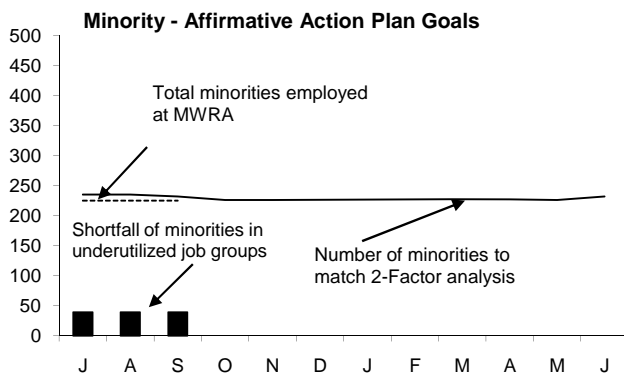 Minority - Affirmative Action Plan Goals
500
450
400
350
300
250
200
150
100
50
0
Total minorities employed
at MWRA
Shortfall of minorities in
underutilized job groups
Number of minorities to
match 2-Factor analysis
J A S O N D J F M A M J